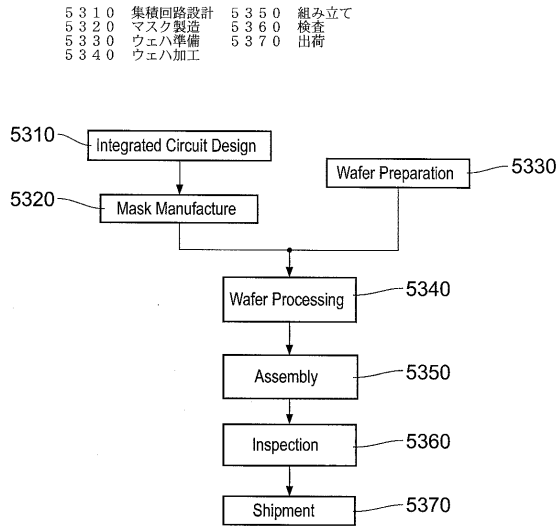 ５３１０　集積回路設計　５３５０　組み立て
５３２０　マスク製造　５３６０　検査
５３３０　ウェハ準備　５３７０　出荷
５３４０　ウェハ加工
5310
Integrated Circuit Design
Wafer Preparation
5330
5320
Mask Manufacture
Wafer Processing
5340
Assembly
5350
Inspection
5360
Shipment
5370